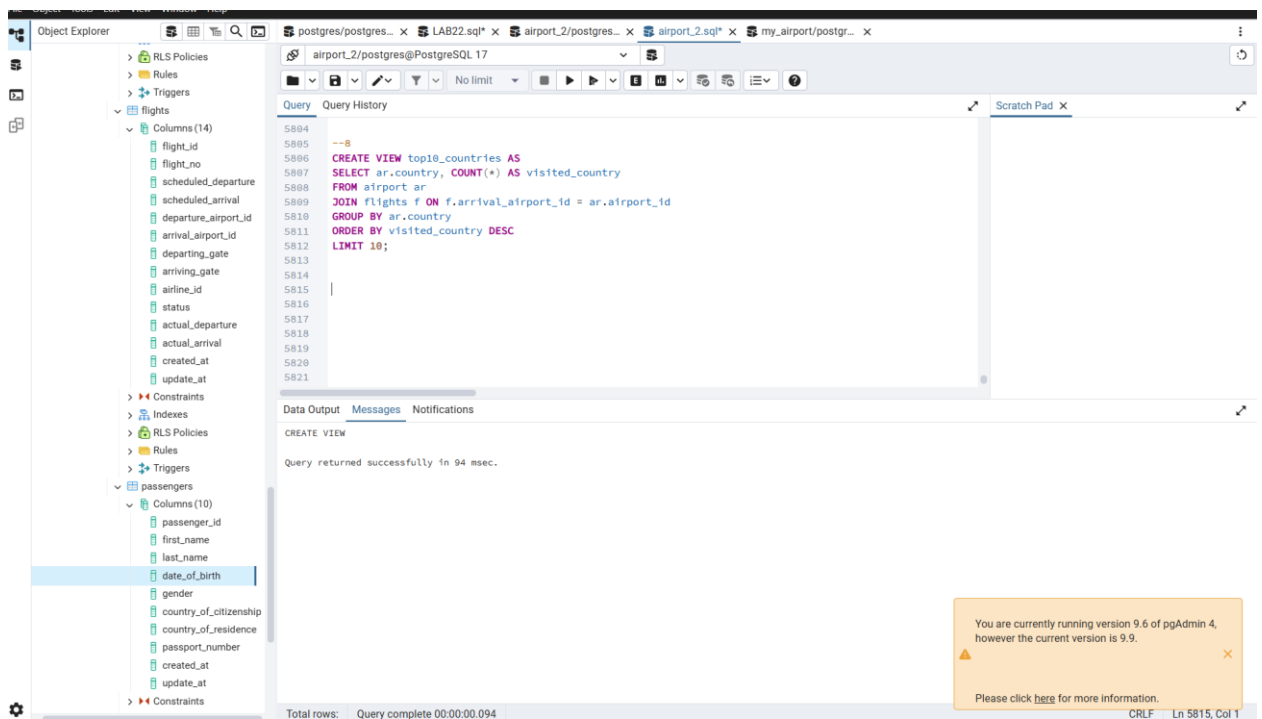 Object Tools Edit View Window Help
Object Explorer
postgres/postgres... X LAB22.sql* X airport_2/postgres... X airport_2.sql* X my_airport/postgr... X
airport_2/postgres@PostgreSQL 17
No limit
Query Query History
Scratch Pad X
RLS Policies
Rules
Triggers
flights
Columns (14)
flight_id
flight_no
scheduled_departure
scheduled_arrival
departure_airport_id
arrival_airport_id
departing_gate
arriving_gate
airline_id
status
actual_departure
actual_arrival
created_at
update_at
Constraints
Indexes
RLS Policies
Rules
Triggers
passengers
Columns (10)
passenger_id
first_name
last_name
date_of_birth
gender
country_of_citizenship
country_of_residence
passport_number
created_at
update_at
Constraints
5804
5805 --8
5806 CREATE VIEW top10_countries AS
5807 SELECT ar.country, COUNT(*) AS visited_country
5808 FROM airport ar
5809 JOIN flights f ON f.arrival_airport_id = ar.airport_id
5810 GROUP BY ar.country
5811 ORDER BY visited_country DESC
5812 LIMIT 10;
5813
5814
5815
5816
5817
5818
5819
5820
5821
Data Output Messages Notifications
CREATE VIEW
Query returned successfully in 94 msec.
You are currently running version 9.6 of pgAdmin 4,
however the current version is 9.9.
Please click here for more information.
Total rows: Query complete 00:00:00.094 CRLF Ln 5815, Col 1